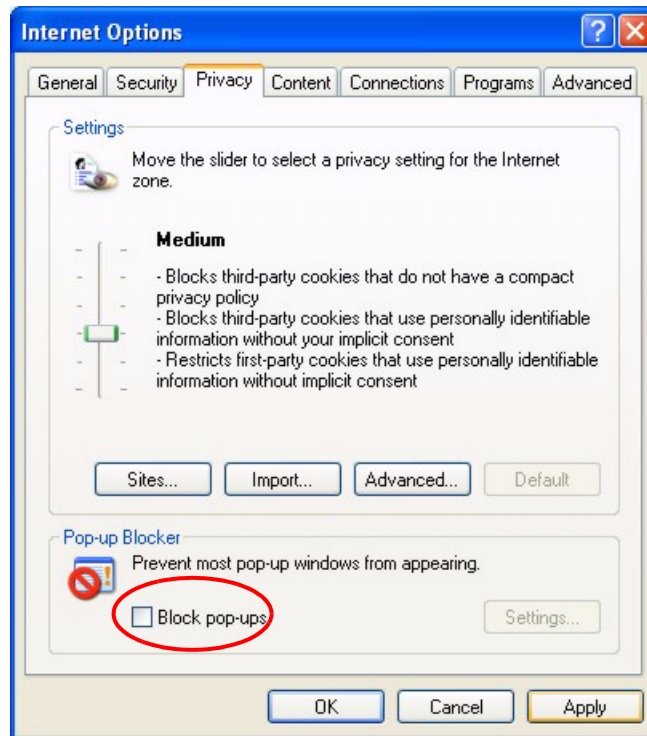 Internet Options
General Security Privacy Content Connections Programs Advanced
Settings
Move the slider to select a privacy setting for the Internet
zone.
Medium
- Blocks third-party cookies that do not have a compact
privacy policy
- Blocks third-party cookies that use personally identifiable
information without your implicit consent
- Restricts first-party cookies that use personally identifiable
information without implicit consent
Sites... Import... Advanced... Default
Pop-up Blocker
Prevent most pop-up windows from appearing.
Block pop-ups Settings...
OK Cancel Apply